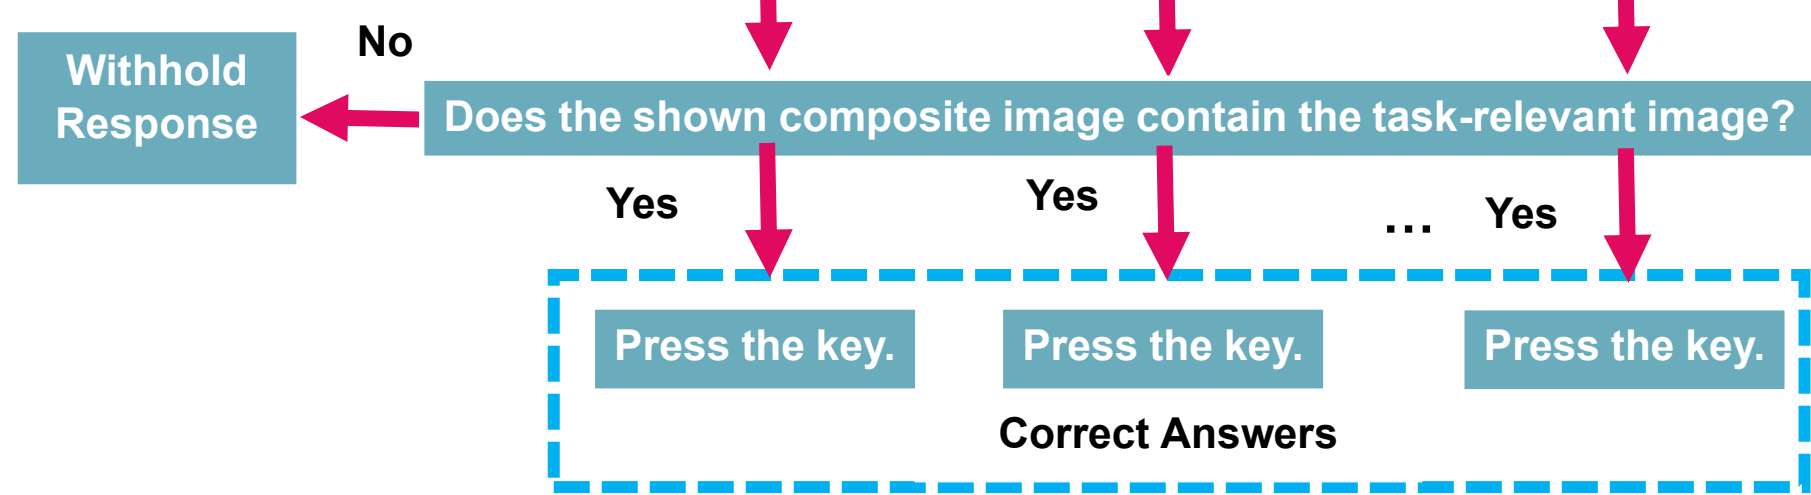 No
Withhold
Response
Does the shown composite image contain the task-relevant image?
Yes
Yes
...
Yes
Press the key.
Press the key.
Press the key.
Correct Answers